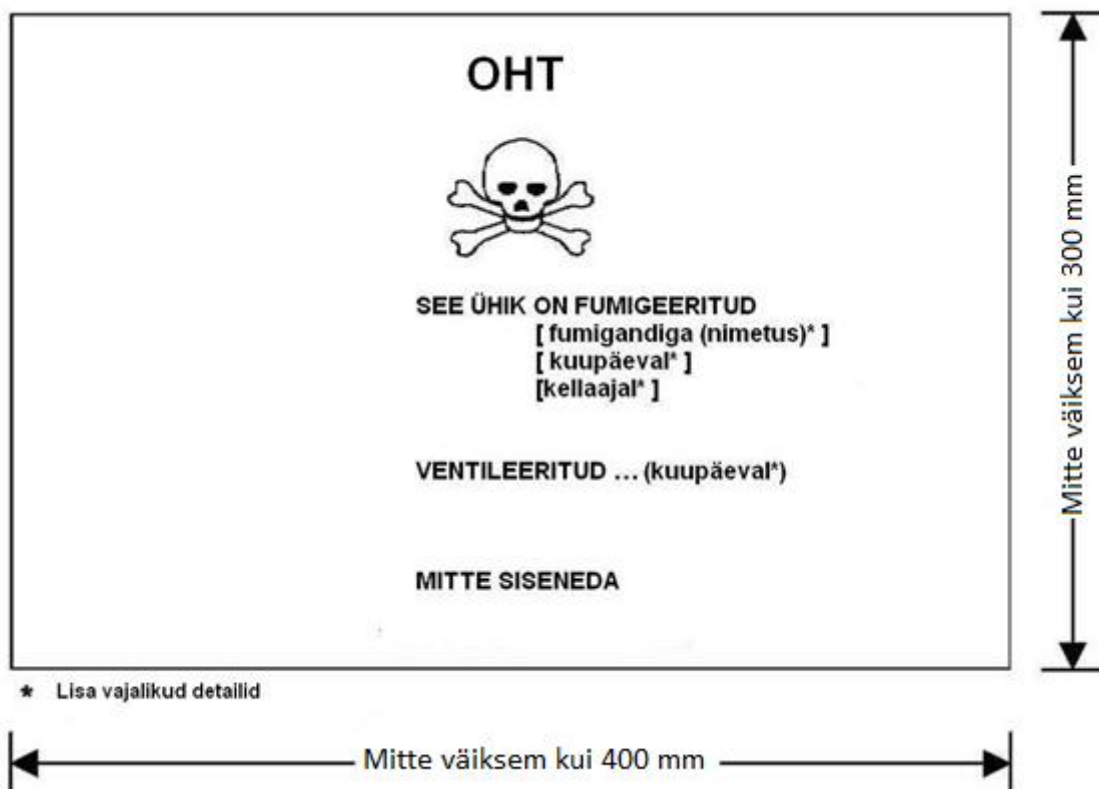 OHT
SEE ÜHIK ON FUMIGEERITUD
[ fumigandiga (nimetus)* ]
[ kuupäeval* ]
[kellaajal* ]
VENTILEERITUD ... (kuupäeval*)
MITTE SISENEDA
* Lisa vajalikud detailid
Mitte väiksem kui 400 mm
Mitte väiksem kui 300 mm